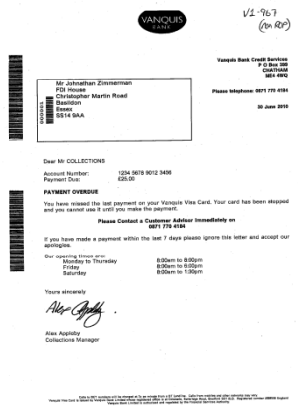 V1-967
(non RDP)
VANQUIS
BANK
Vanquis Bank Credit Services
P O Box 399
CHATHAM
ME4 4WQ
Please telephone: 0871 770 4184
30 June 2010
Mr Johnathan Zimmerman
FDI House
Christopher Martin Road
Basildon
Essex
SS14 9AA
Dear Mr COLLECTIONS
Account Number: 1234 5678 9012 3456
Payment Due: £25.00
PAYMENT OVERDUE
You have missed the last payment on your Vanquis Visa Card. Your card has been stopped
and you cannot use it until you make the payment.
Please Contact a Customer Advisor immediately on
0871 770 4184
If you have made a payment within the last 7 days please ignore this letter and accept our
apologies.
Our opening times are:
Monday to Thursday 8:00am to 8:00pm
Friday 8:00am to 6:00pm
Saturday 8:00am to 1:30pm
Yours sincerely
Alex Appleby
Alex Appleby
Collections Manager